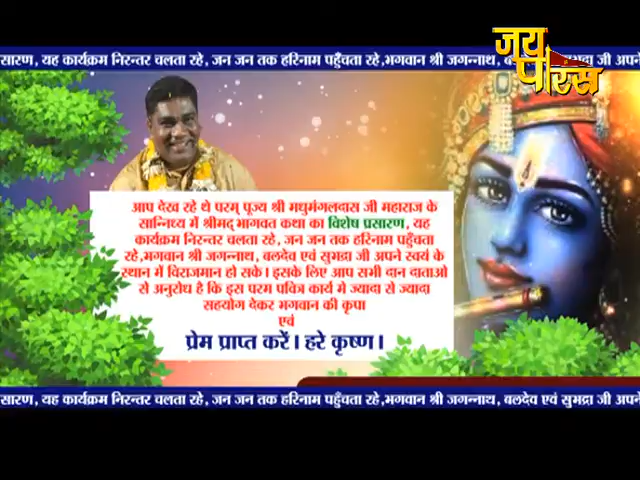 जय
पारस
सारण, यह कार्यक्रम निरन्तर चलता रहे, जन जन तक हरिनाम पहुँचता रहे,भगवान श्री जगन्नाथ, बलदेव एवं सुभद्रा जी अपने
आप देख रहे थे परम् पूज्य श्री मधुमंगलदास जी महाराज के
सान्निध्य में श्रीमद् भागवत कथा का विशेष प्रसारण, यह
कार्यक्रम निरन्तर चलता रहे, जन जन तक हरिनाम पहुँचता
रहे,भगवान श्री जगन्नाथ, बलदेव एवं सुभद्रा जी अपने स्वयं के
स्थान में विराजमान हो सके। इसके लिए आप सभी दान दाताओ
से अनुरोध है कि इस परम पवित्र कार्य मे ज्यादा से ज्यादा
सहयोग देकर भगवान की कृपा
एवं
प्रेम प्राप्त करें। हरे कृष्ण।
सारण, यह कार्यक्रम निरन्तर चलता रहे, जन जन तक हरिनाम पहुँचता रहे,भगवान श्री जगन्नाथ, बलदेव एवं सुभद्रा जी अपने